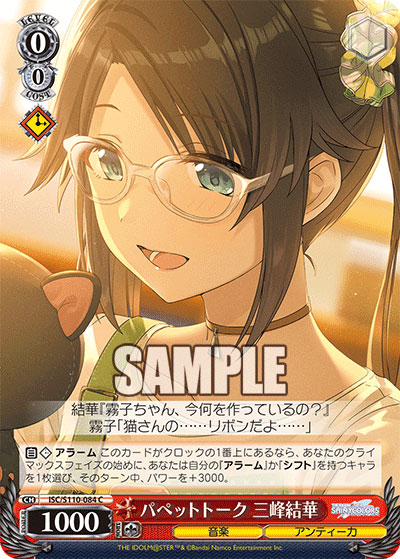 LEVEL
0
0
COST
SAMPLE
結華『霧子ちゃん、今何を作っているの？』
霧子「猫さんの……リボンだよ……」
【永】 アラーム このカードがクロックの1番上にあるなら、あなたのクライ
マックスフェイズの始めに、あなたは自分の「アラーム」か「シフト」を持つキャラ
を1枚選び、そのターン中、パワーを+3000。
CH ISC/S110-084 C
POWER
1000
パペットトーク 三峰結華
SHINYCOLORS
音楽
アンティーカ
THE IDOLM@STER™& ©Bandai Namco Entertainment Inc.